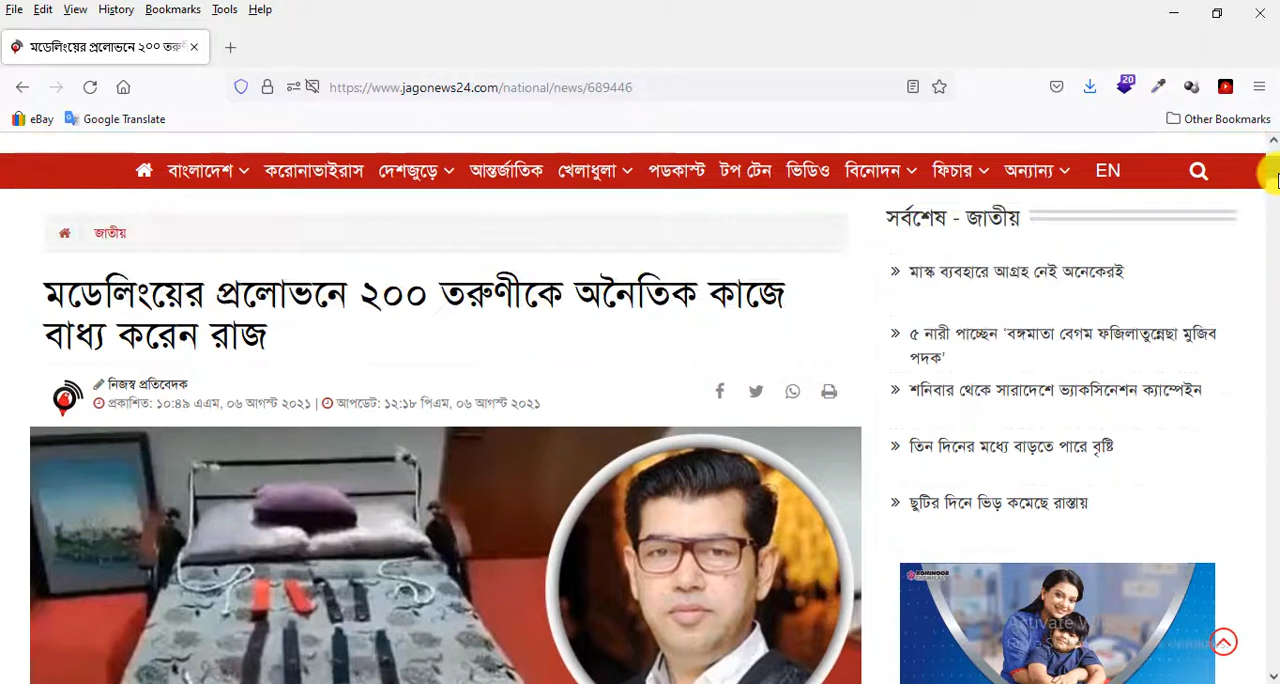 File Edit View History Bookmarks Tools Help
মডেলিংয়ের প্রলোভনে ২০০ তরুণী
https://www.jagonews24.com/national/news/689446
20
eBay Google Translate Other Bookmarks
বাংলাদেশ করোনাভাইরাস দেশজুড়ে আন্তর্জাতিক খেলাধুলা পডকাস্ট টপ টেন ভিডিও বিনোদন ফিচার অন্যান্য EN
জাতীয়
মডেলিংয়ের প্রলোভনে ২০০ তরুণীকে অনৈতিক কাজে
বাধ্য করেন রাজ
নিজস্ব প্রতিবেদক
প্রকাশিত: ১০:৪৯ এএম, ০৬ আগস্ট ২০২১ | আপডেট: ১২:১৮ পিএম, ০৬ আগস্ট ২০২১
সর্বশেষ - জাতীয়
» মাস্ক ব্যবহারে আগ্রহ নেই অনেকেরই
» ৫ নারী পাচ্ছেন ‘বঙ্গমাতা বেগম ফজিলাতুন্নেছা মুজিব
পদক’
» শনিবার থেকে সারাদেশে ভ্যাকসিনেশন ক্যাম্পেইন
» তিন দিনের মধ্যে বাড়তে পারে বৃষ্টি
» ছুটির দিনে ভিড় কমেছে রাস্তায়
KOHINOOR
Activate